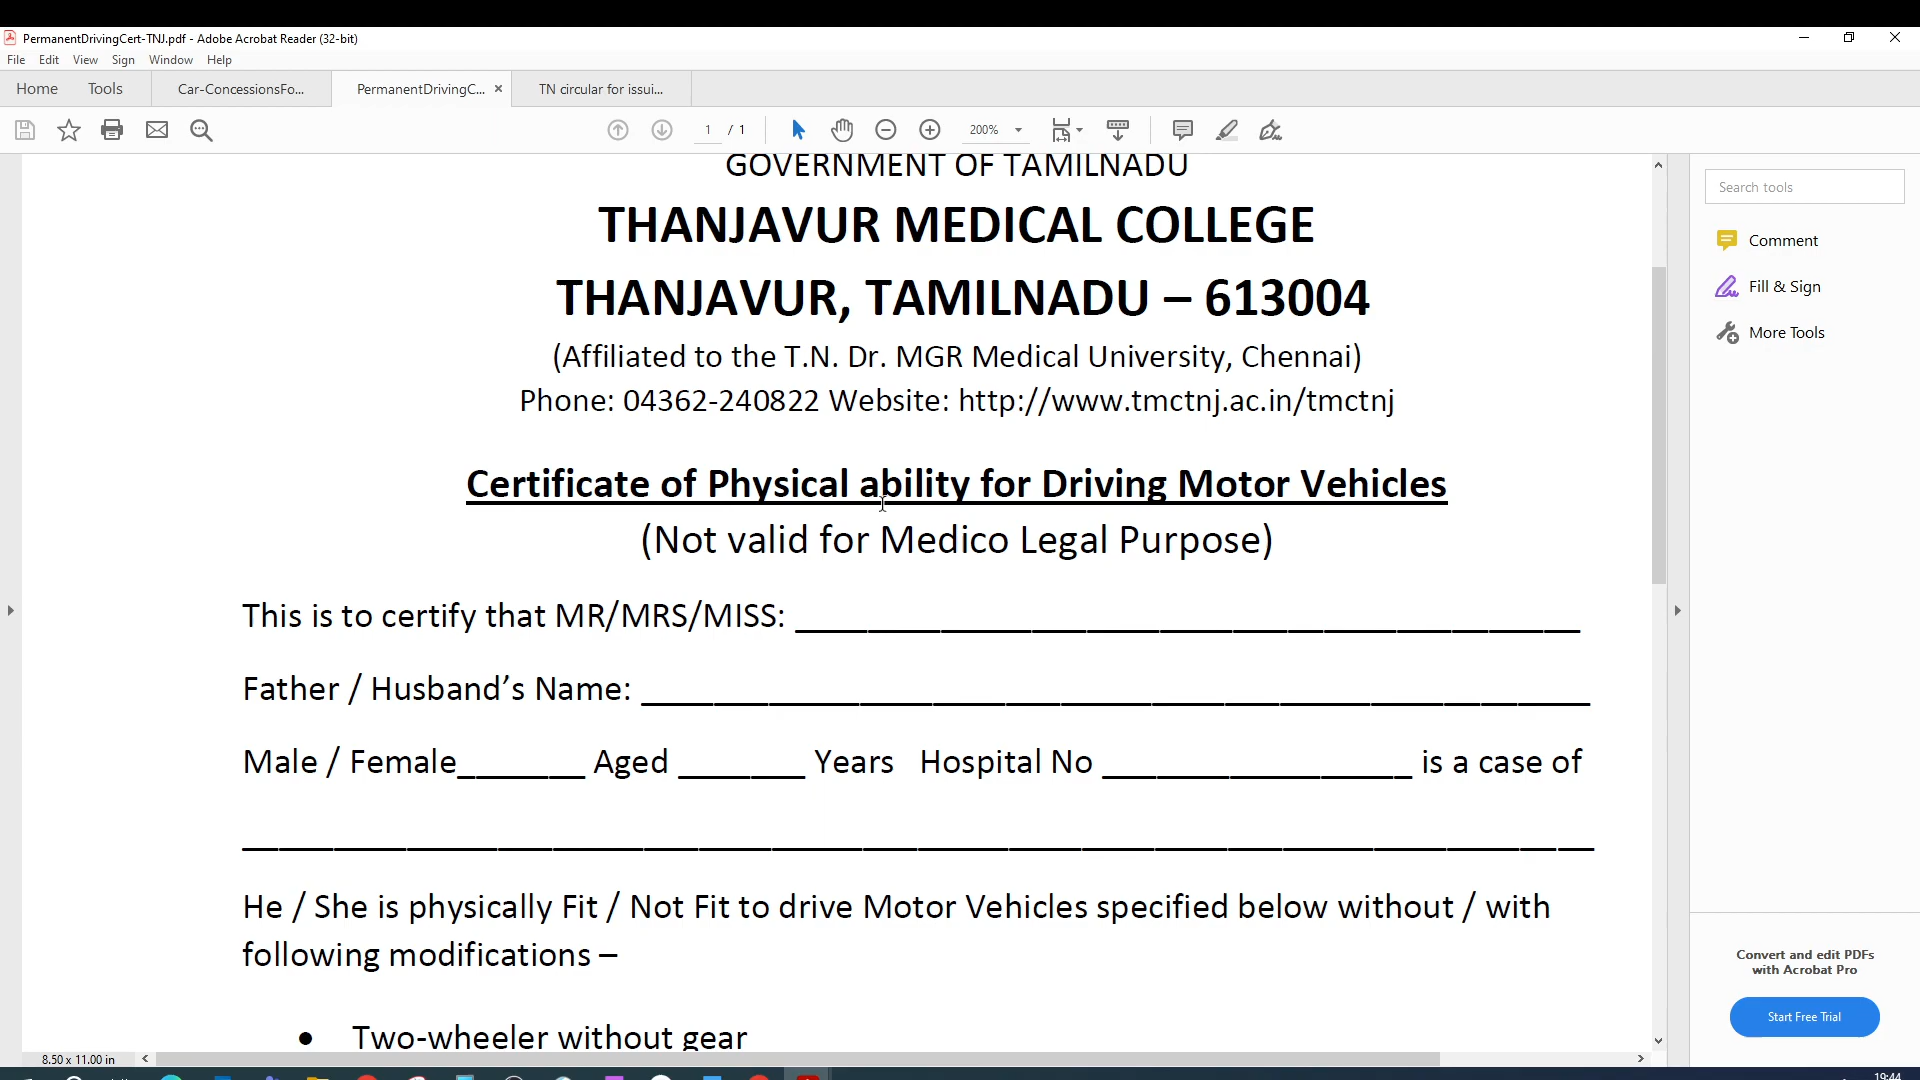 PermanentDrivingCert-TNJ.pdf - Adobe Acrobat Reader (32-bit)
File Edit View Sign Window Help
Home Tools Car-ConcessionsFo... PermanentDrivingC... TN circular for issui...
1 / 1 200%
GOVERNMENT OF TAMILNADU
THANJAVUR MEDICAL COLLEGE
THANJAVUR, TAMILNADU – 613004
(Affiliated to the T.N. Dr. MGR Medical University, Chennai)
Phone: 04362-240822 Website: http://www.tmctnj.ac.in/tmctnj
Certificate of Physical ability for Driving Motor Vehicles
(Not valid for Medico Legal Purpose)
This is to certify that MR/MRS/MISS: ____________________
Father / Husband’s Name: ____________________
Male / Female_______ Aged _______ Years Hospital No _________________ is a case of
____________________
He / She is physically Fit / Not Fit to drive Motor Vehicles specified below without / with
following modifications –
• Two-wheeler without gear
8.50 x 11.00 in
Search tools
Comment
Fill & Sign
More Tools
Convert and edit PDFs
with Acrobat Pro
Start Free Trial
19:44